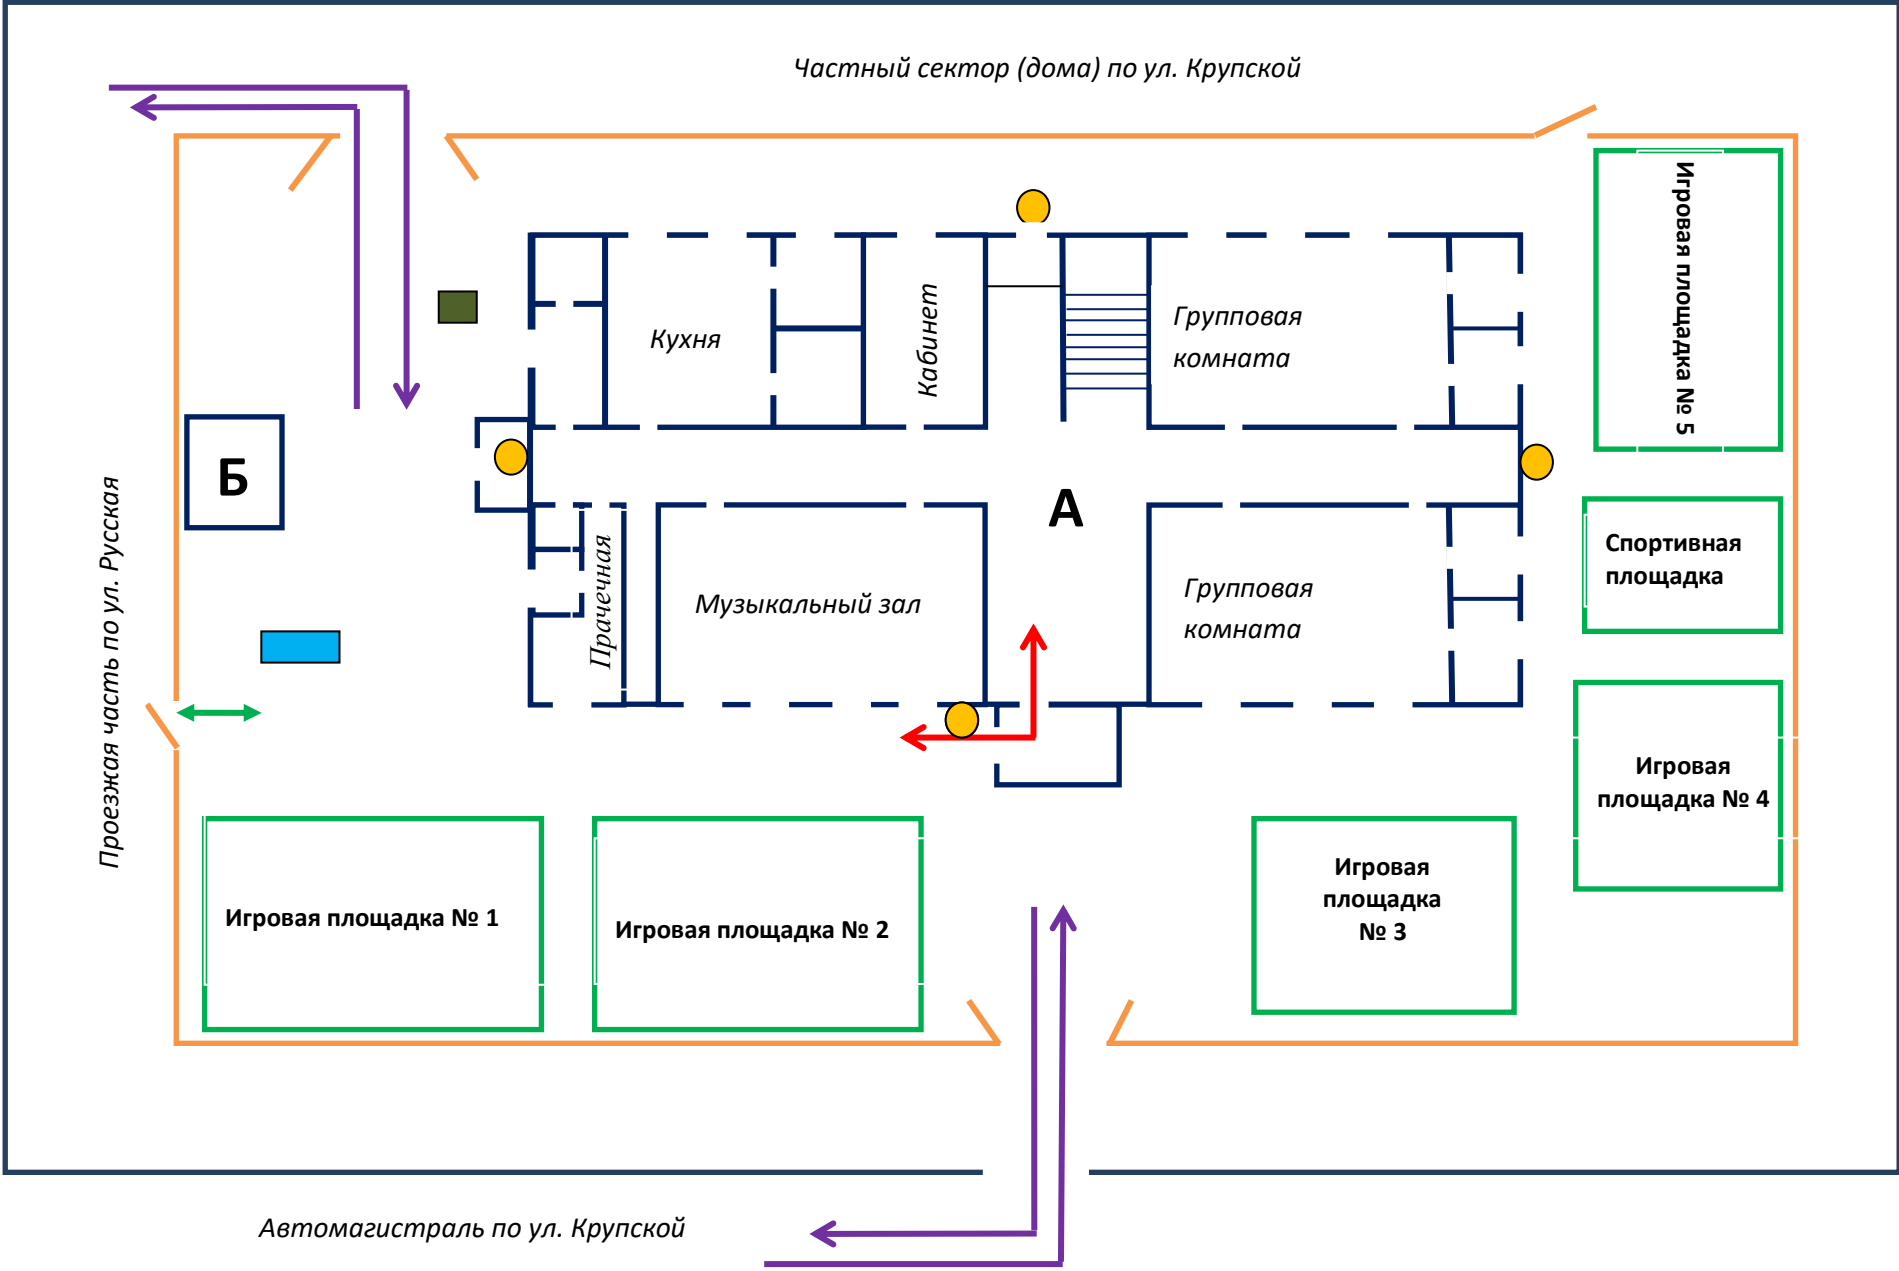 Частный сектор (дома) по ул. Крупской
Игровая площадка № 5
Кухня
Кабинет
Групповая
комната
Б
А
Проезжая часть по ул. Русская
Прачечная
Музыкальный зал
Групповая
комната
Спортивная
площадка
Игровая
площадка № 4
Игровая площадка № 1
Игровая площадка № 2
Игровая
площадка
№ 3
Автомагистраль по ул. Крупской